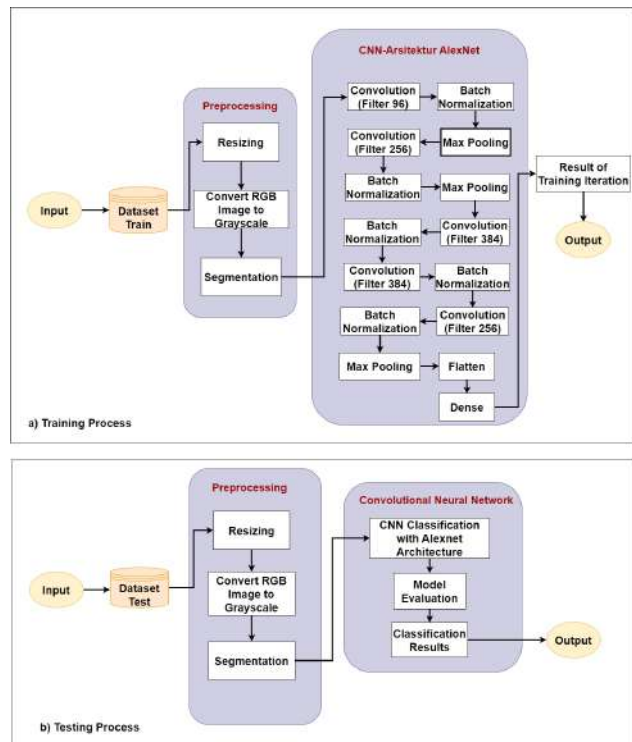 CNN-Arsitektur AlexNet
Preprocessing
Input
Dataset
Train
Resizing
Convert RGB
Image to
Grayscale
Segmentation
Convolution
(Filter 96)
Batch
Normalization
Max Pooling
Convolution
(Filter 256)
Batch
Normalization
Max Pooling
Convolution
(Filter 384)
Batch
Normalization
Convolution
(Filter 384)
Batch
Normalization
Convolution
(Filter 256)
Batch
Normalization
Max Pooling
Flatten
Dense
Result of
Training Iteration
Output
a) Training Process
Preprocessing
Convolutional Neural Network
Input
Dataset
Test
Resizing
Convert RGB
Image to
Grayscale
Segmentation
CNN Classification
with Alexnet
Architecture
Model
Evaluation
Classification
Results
Output
b) Testing Process